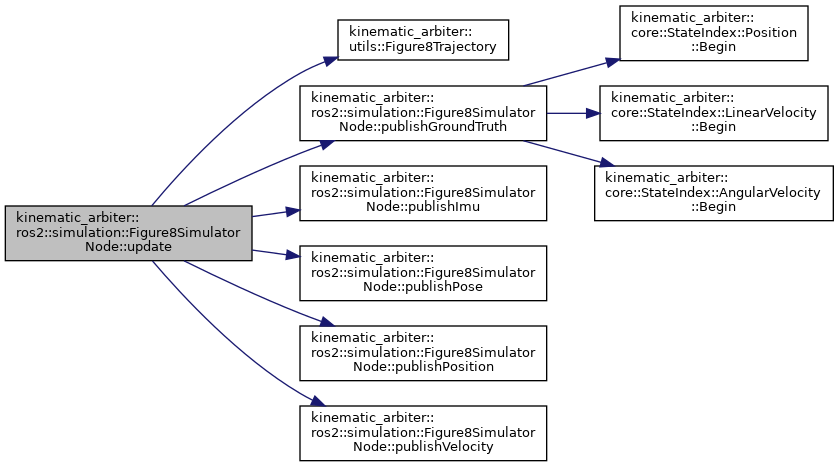 kinematic_arbiter::
ros2::simulation::Figure8Simulator
Node::update
kinematic_arbiter::
utils::Figure8Trajectory
kinematic_arbiter::
ros2::simulation::Figure8Simulator
Node::publishGroundTruth
kinematic_arbiter::
core::StateIndex::Position
::Begin
kinematic_arbiter::
core::StateIndex::LinearVelocity
::Begin
kinematic_arbiter::
core::StateIndex::AngularVelocity
::Begin
kinematic_arbiter::
ros2::simulation::Figure8Simulator
Node::publishImu
kinematic_arbiter::
ros2::simulation::Figure8Simulator
Node::publishPose
kinematic_arbiter::
ros2::simulation::Figure8Simulator
Node::publishPosition
kinematic_arbiter::
ros2::simulation::Figure8Simulator
Node::publishVelocity